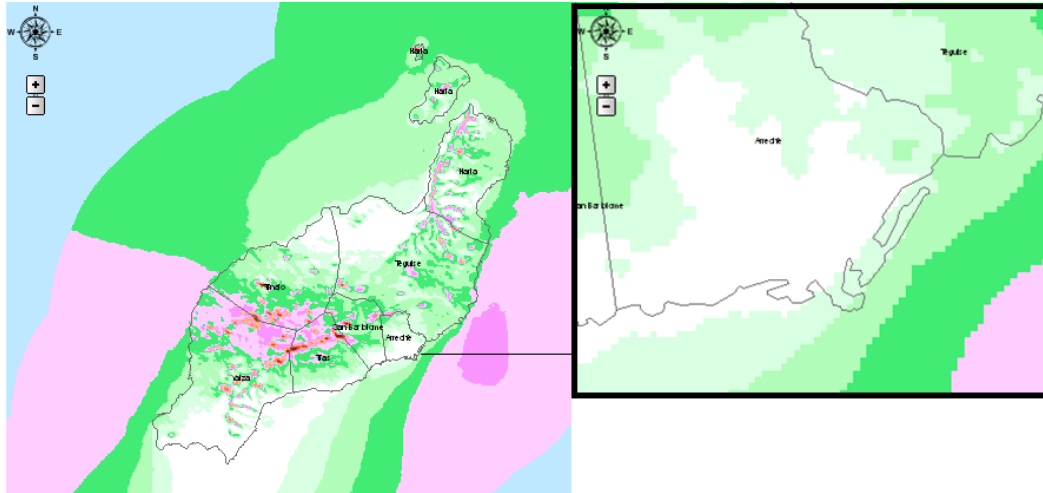 N
W E
S
+
−
Haria
Haria
Haria
Teguise
Tinajo
San Bartolome
Arrecife
Tias
Yaiza
N
W E
S
+
−
Teguise
Arrecife
San Bartolome